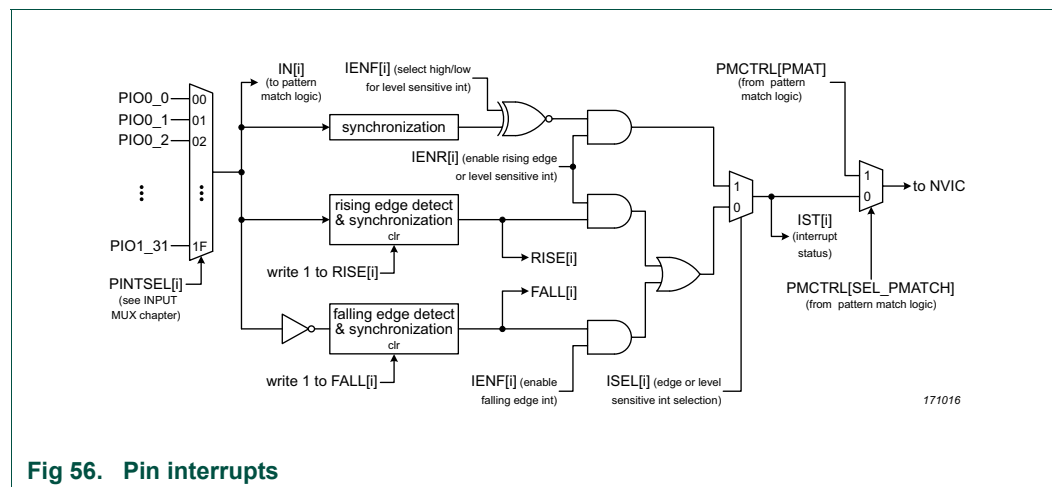 IN[i]
(to pattern
match logic)
IENF[i] (select high/low
for level sensitive int)
PMCTRL[PMAT]
(from pattern
match logic)
PIO0_0
00
PIO0_1
01
PIO0_2
02
synchronization
IENR[i] (enable rising edge
or level sensitive int)
1
0
1
0
to NVIC
rising edge detect
& synchronization
clr
IST[i]
(interrupt
status)
PIO1_31
1F
write 1 to RISE[i]
RISE[i]
PINTSEL[i]
(see INPUT
MUX chapter)
FALL[i]
PMCTRL[SEL_PMATCH]
(from pattern match logic)
falling edge detect
& synchronization
clr
write 1 to FALL[i]
IENF[i] (enable
falling edge int)
ISEL[i] (edge or level
sensitive int selection)
171016
Fig 56. Pin interrupts